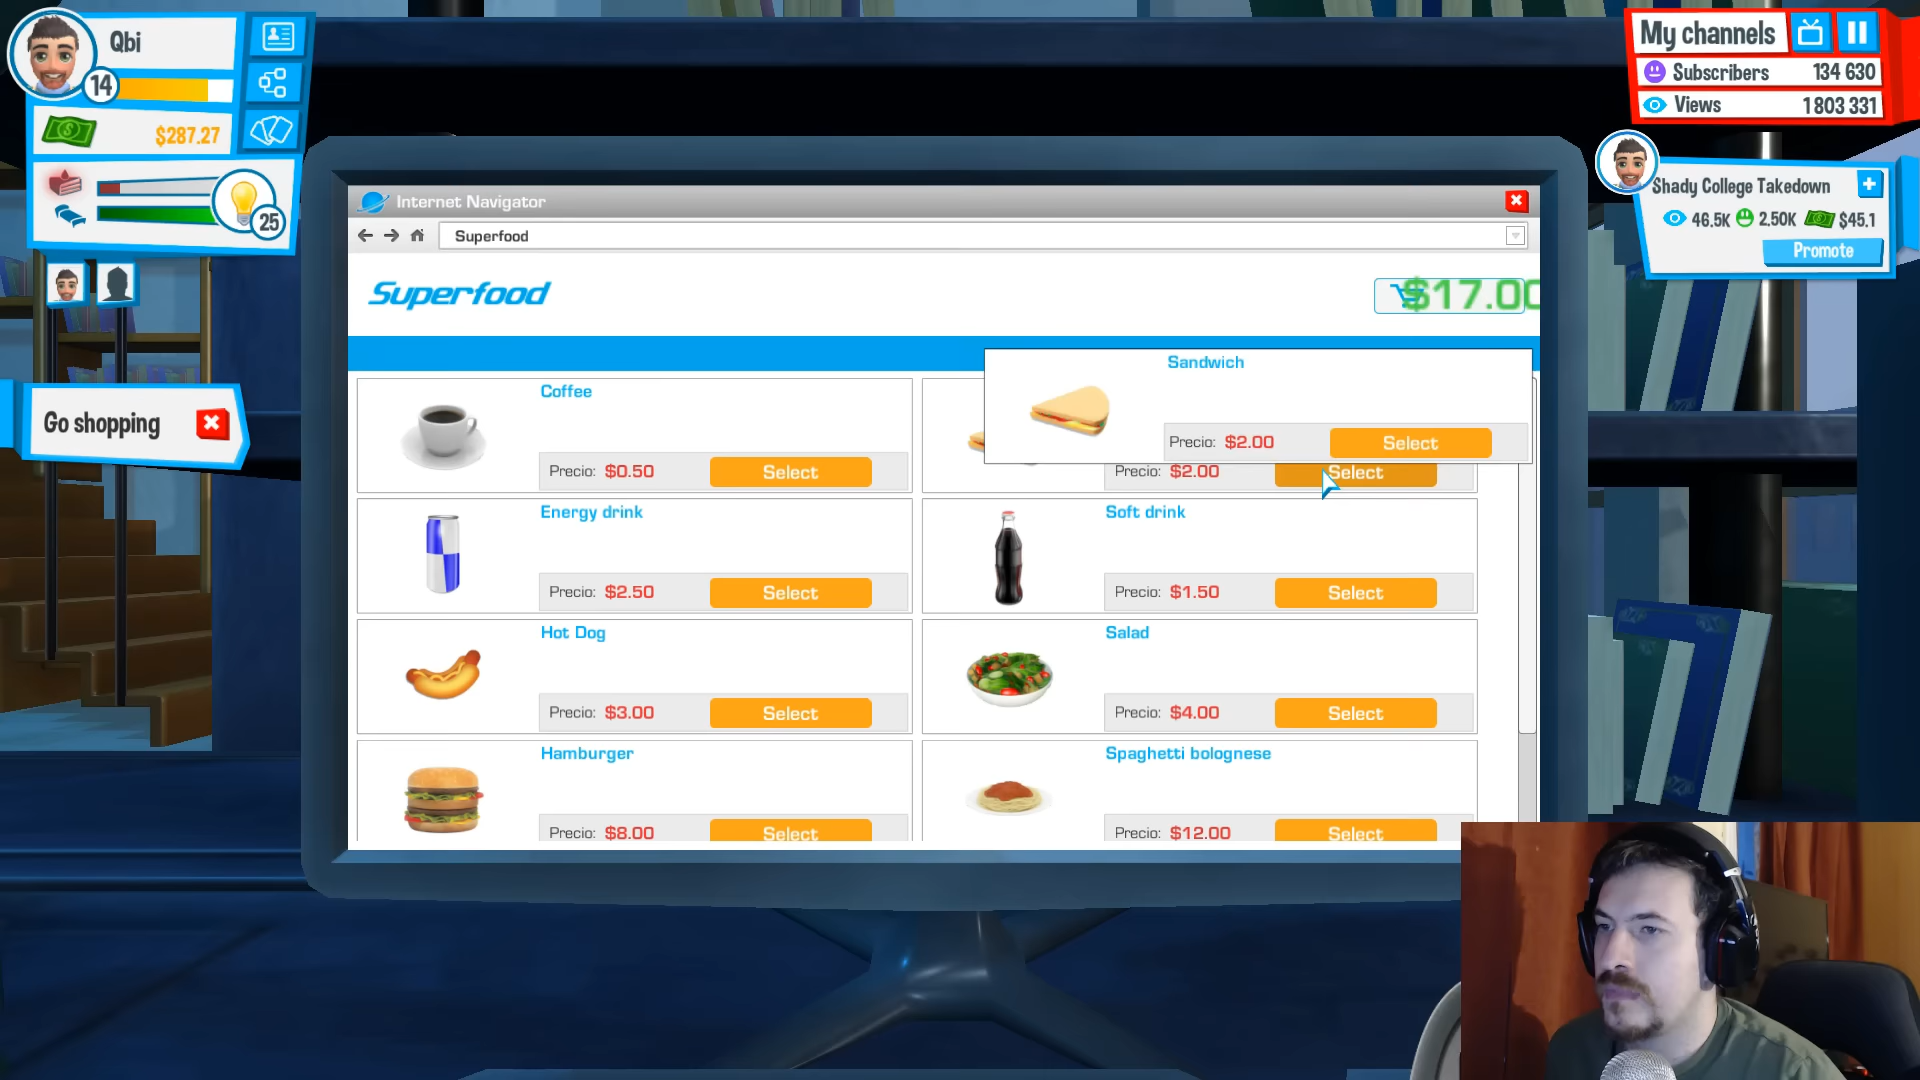 Qbi
14
$287.27
25
Go shopping
My channels
Subscribers 134 630
Views 1 803 331
Shady College Takedown
46.5K 2.50K $45.1
Promote
Internet Navigator
Superfood
Superfood
$17.00
Sandwich
Precio: $2.00 Select
Coffee
Precio: $0.50 Select
Precio: $2.00 Select
Energy drink
Precio: $2.50 Select
Soft drink
Precio: $1.50 Select
Hot Dog
Precio: $3.00 Select
Salad
Precio: $4.00 Select
Hamburger
Precio: $8.00 Select
Spaghetti bolognese
Precio: $12.00 Select